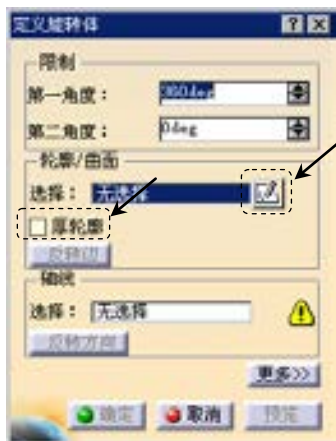 定义旋转体
限制
第一角度： 360deg
第二角度： 0deg
轮廓/曲面
选择： 无选择
厚轮廓
反转边
轴线
选择： 无选择
反转方向
更多>>
确定 取消 预览